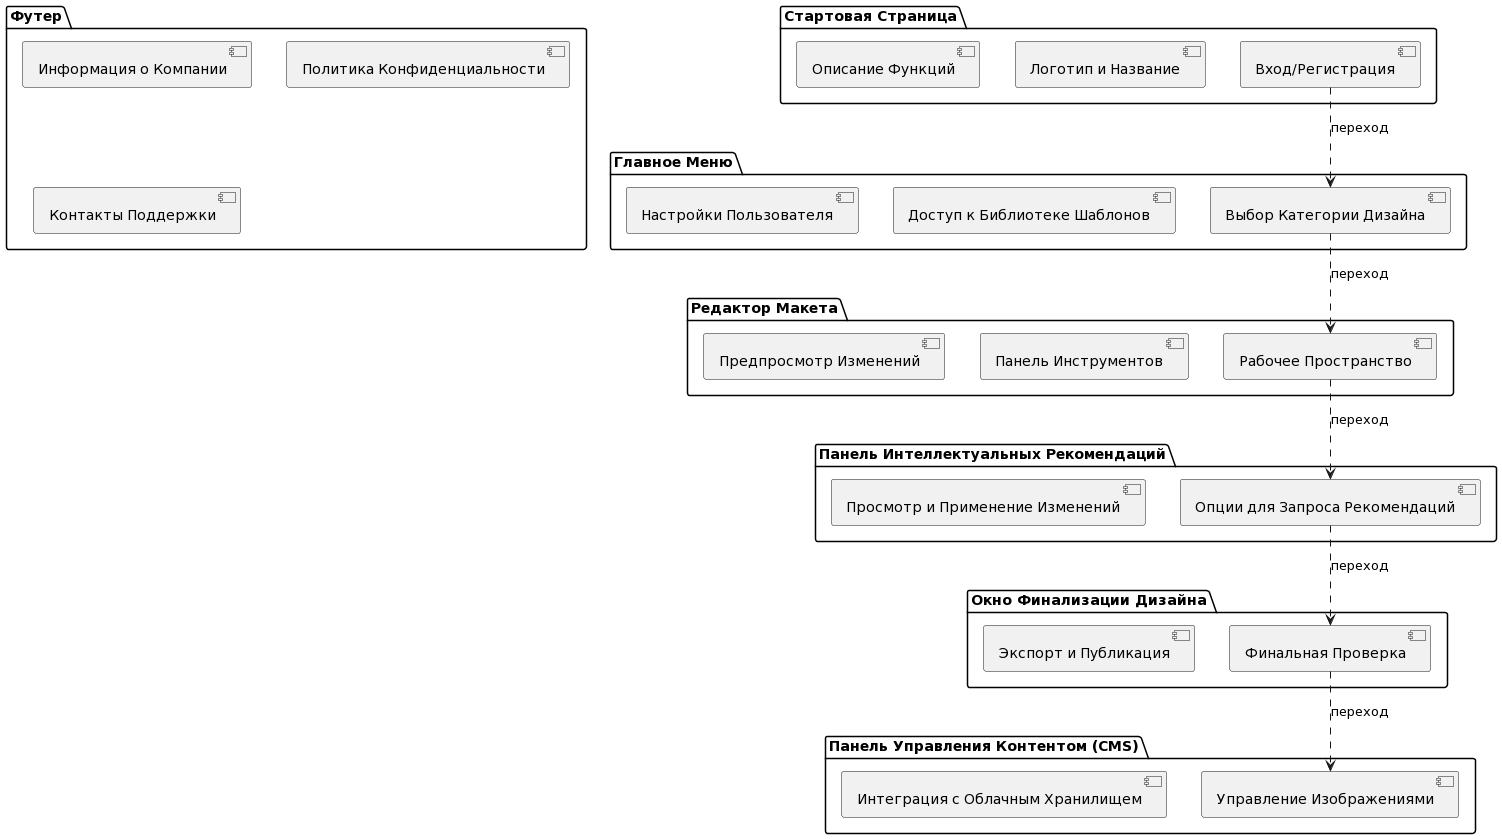 Футер
Информация о Компании
Политика Конфиденциальности
Контакты Поддержки
Стартовая Страница
Описание Функций
Логотип и Название
Вход/Регистрация
переход
Главное Меню
Настройки Пользователя
Доступ к Библиотеке Шаблонов
Выбор Категории Дизайна
переход
Редактор Макета
Предпросмотр Изменений
Панель Инструментов
Рабочее Пространство
переход
Панель Интеллектуальных Рекомендаций
Просмотр и Применение Изменений
Опции для Запроса Рекомендаций
переход
Окно Финализации Дизайна
Экспорт и Публикация
Финальная Проверка
переход
Панель Управления Контентом (CMS)
Интеграция с Облачным Хранилищем
Управление Изображениями